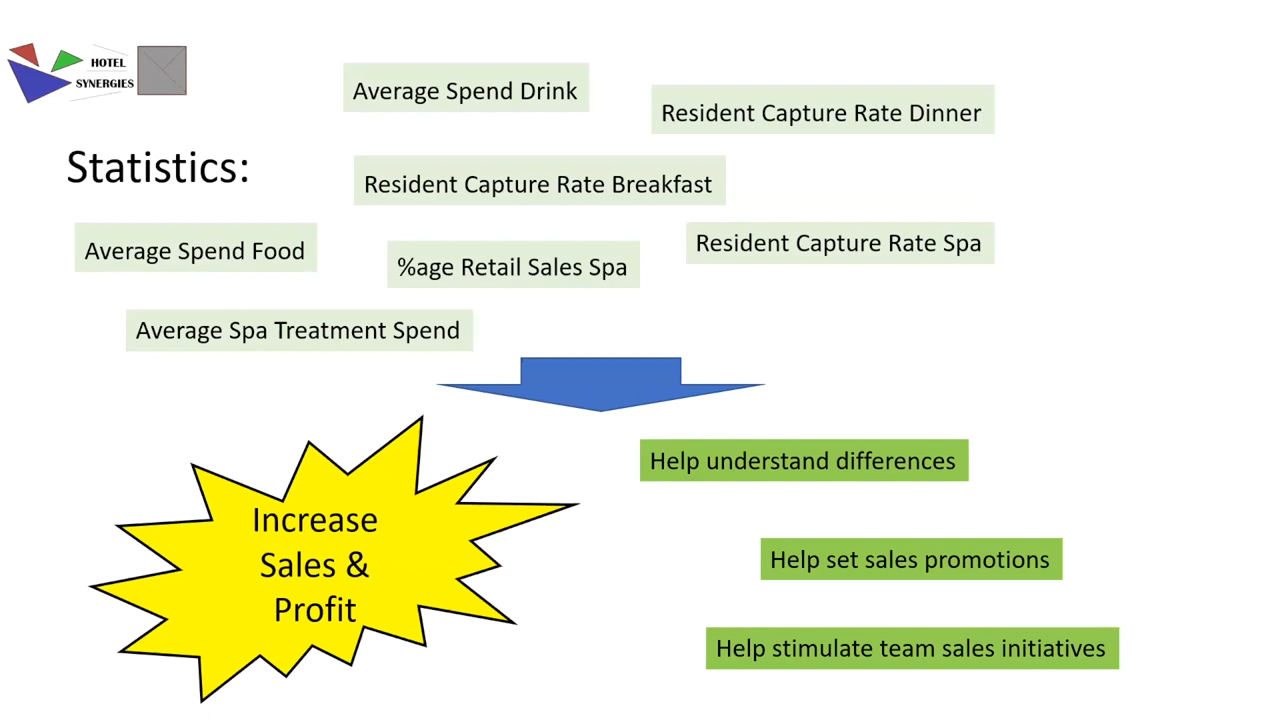 HOTEL
SYNERGIES
Average Spend Drink
Resident Capture Rate Dinner
Statistics:
Resident Capture Rate Breakfast
Average Spend Food
%age Retail Sales Spa
Resident Capture Rate Spa
Average Spa Treatment Spend
Help understand differences
Increase
Sales &
Profit
Help set sales promotions
Help stimulate team sales initiatives